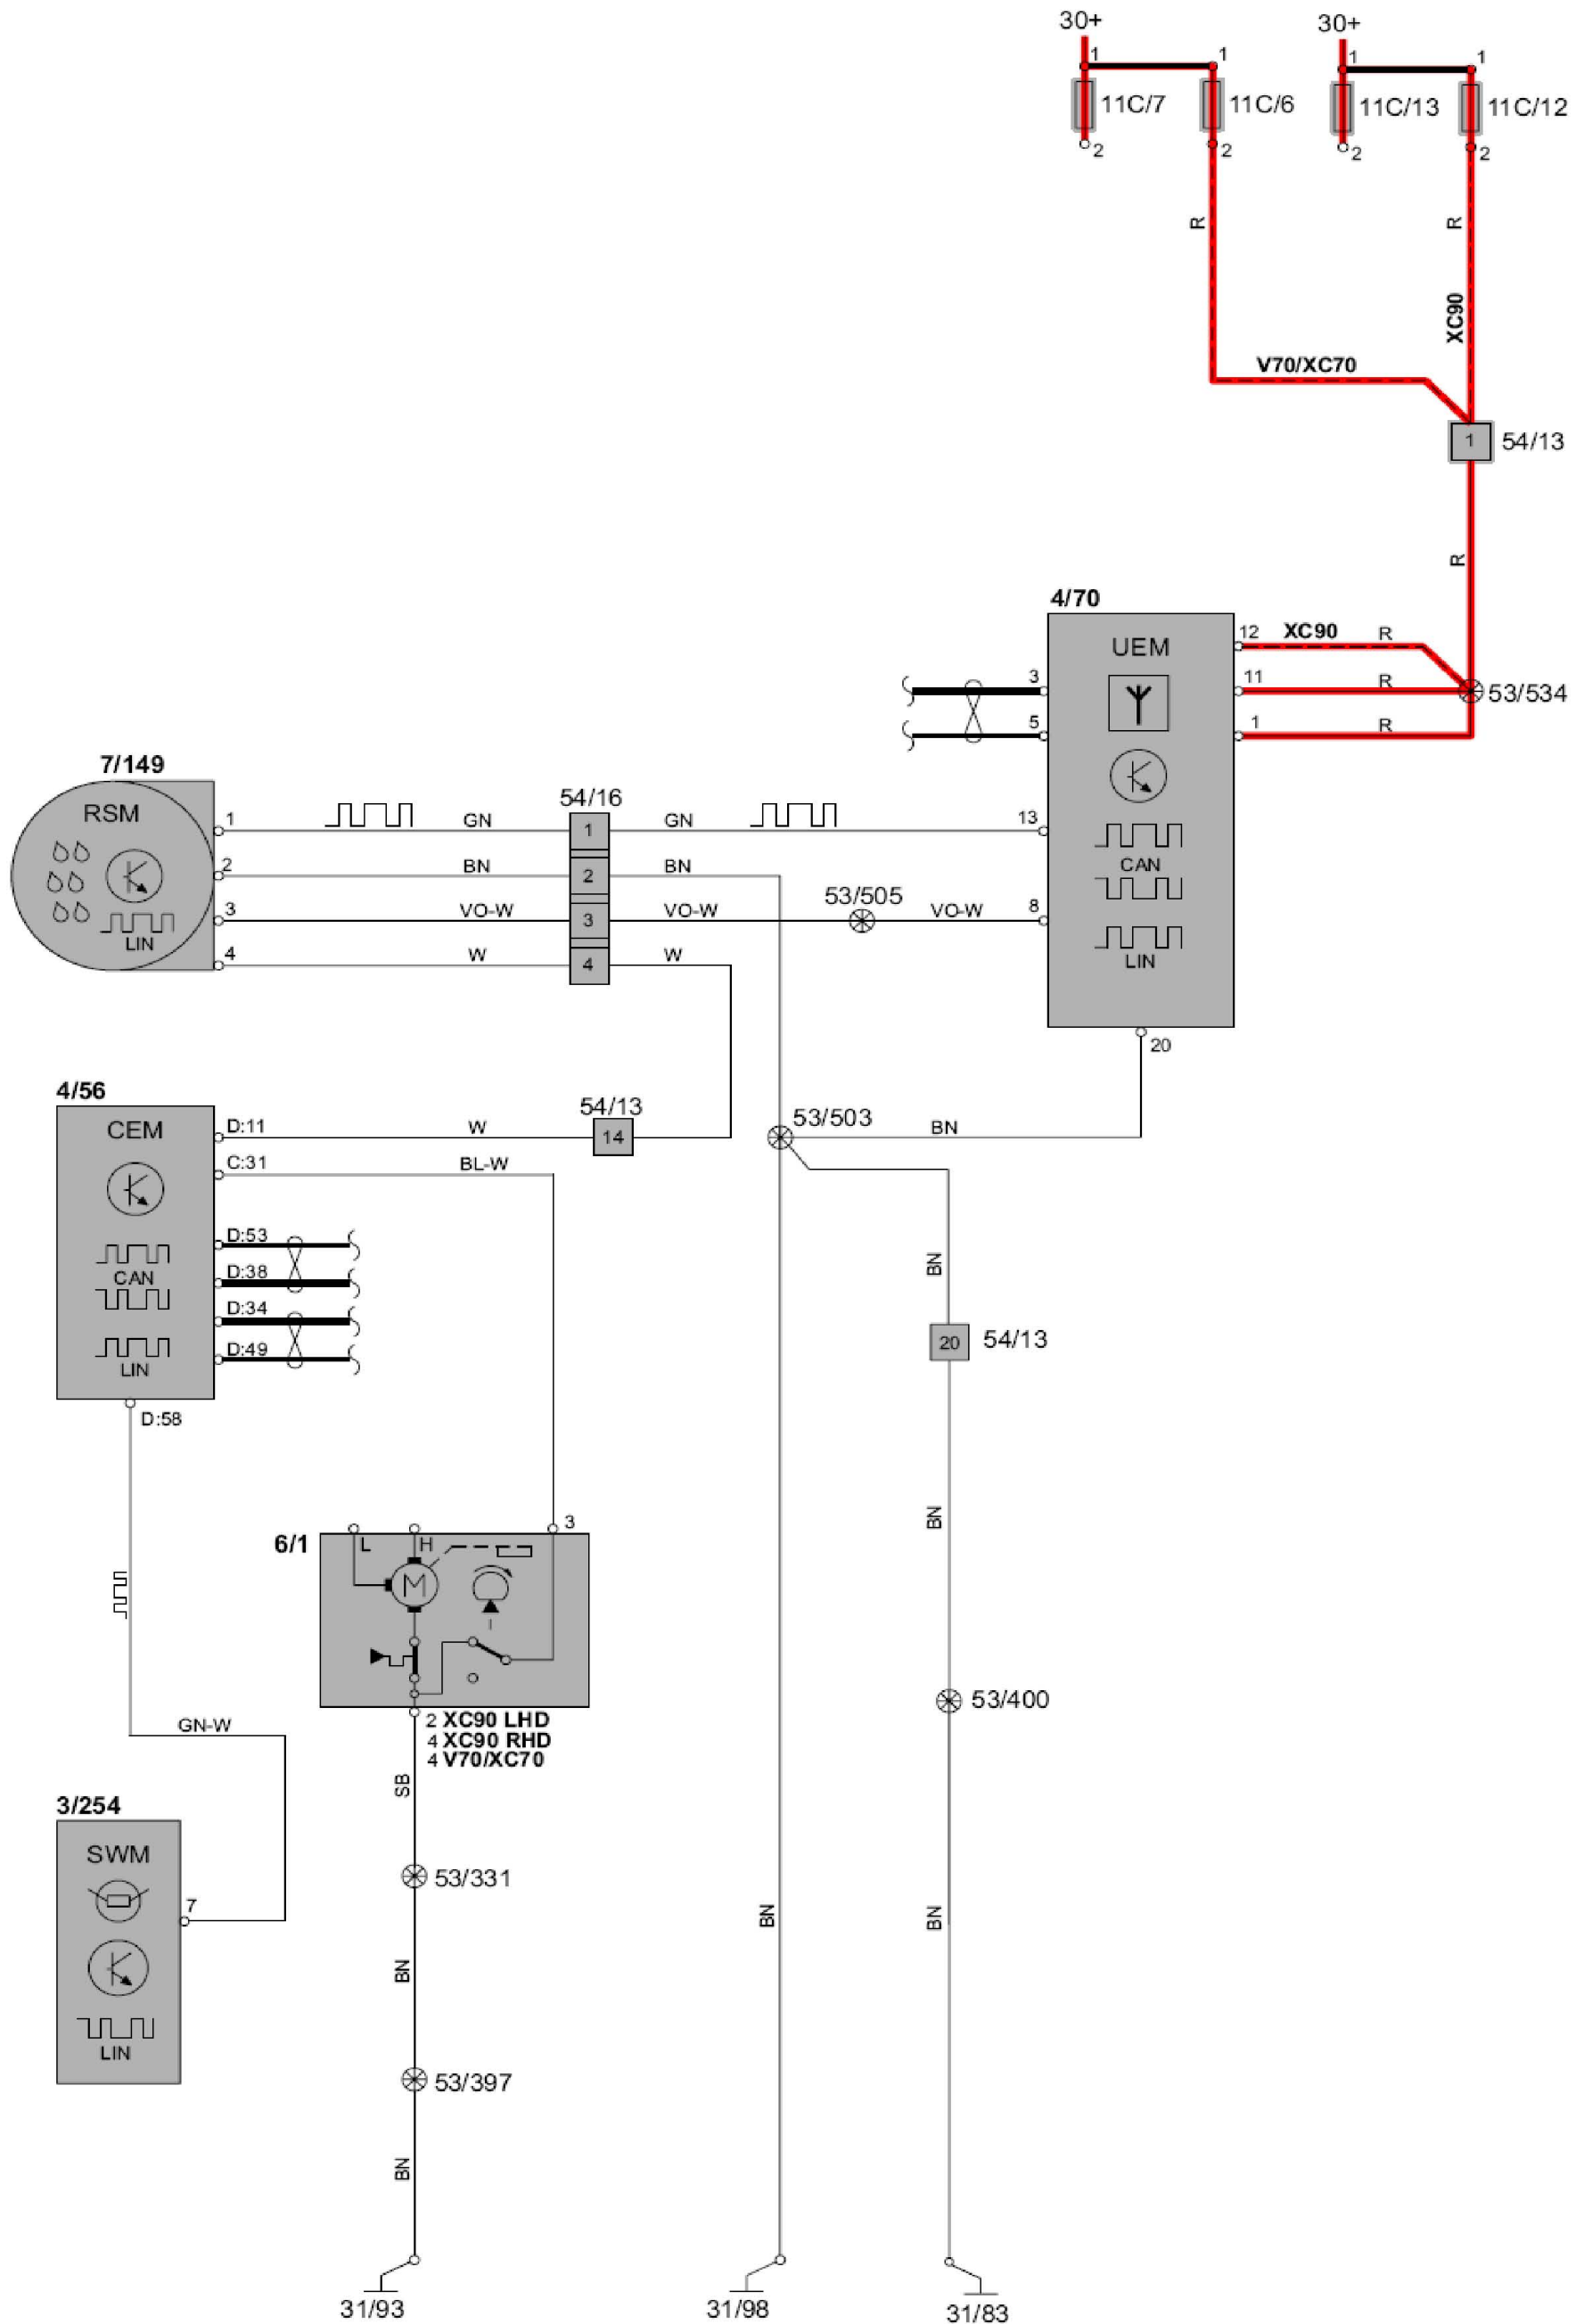 30+
30+
1
1
1
1
11C/7
11C/6
11C/13
11C/12
2
2
2
2
R
R
XC90
V70/XC70
1
54/13
R
4/70
UEM
12
XC90
R
3
11
R
53/534
5
1
R
7/149
RSM
1
GN
54/16
1
GN
13
CAN
2
BN
2
BN
3
VO-W
3
VO-W
53/505
VO-W
8
LIN
4
W
4
W
LIN
20
4/56
CEM
D:11
W
54/13
14
53/503
BN
C:31
BL-W
D:53
BN
CAN
D:38
D:34
20
54/13
LIN
D:49
D:58
BN
6/1
L
H
3
M
53/400
GN-W
2 XC90 LHD
4 XC90 RHD
4 V70/XC70
SB
3/254
SWM
53/331
7
BN
BN
BN
LIN
53/397
BN
31/93
31/98
31/83